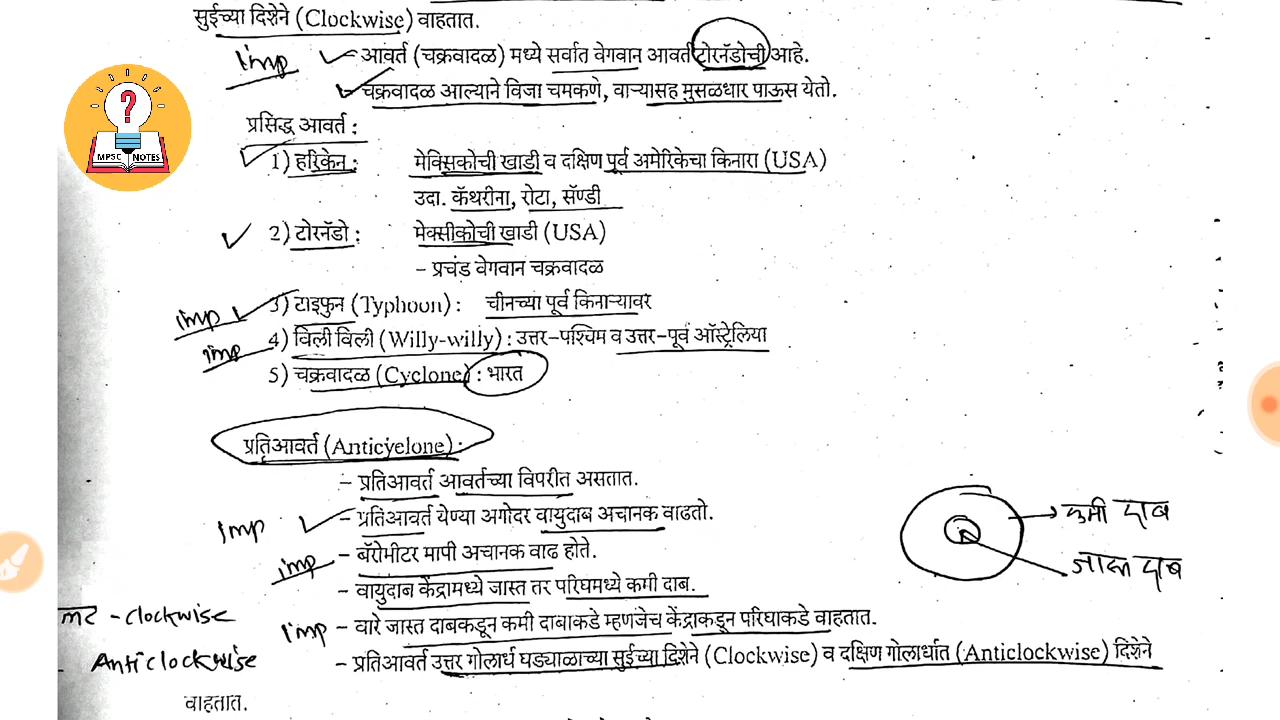 सुईच्या दिशेने (Clockwise) वाहतात.
imp
आवर्त (चक्रवादळ) मध्ये सर्वात वेगवान आवर्त टोरनॅडोची आहे.
चक्रवादळ आल्याने विजा चमकणे, वाऱ्यासह मुसळधार पाऊस येतो.
MPSC NOTES
प्रसिद्ध आवर्त :
1) हरिकेन : मेक्सिकोची खाडी व दक्षिण पूर्व अमेरिकेचा किनारा (USA)
उदा. कॅथरीना, रोटा, सॅण्डी
2) टोरनॅडो : मेक्सीकोची खाडी (USA)
– प्रचंड वेगवान चक्रवादळ
imp 3) टाइफुन (Typhoon) : चीनच्या पूर्व किनाऱ्यावर
imp 4) विली विली (Willy-willy) : उत्तर-पश्चिम व उत्तर-पूर्व ऑस्ट्रेलिया
5) चक्रवादळ (Cyclone) : भारत
प्रतिआवर्त (Anticyelone) :
– प्रतिआवर्त आवर्तच्या विपरीत असतात.
imp – प्रतिआवर्त येण्या अगोदर वायुदाब अचानक वाढतो.
imp – बॅरोमीटर मापी अचानक वाढ होते.
– वायुदाब केंद्रामध्ये जास्त तर परिघमध्ये कमी दाब.
कमी दाब
जास्त दाब
imp – वारे जास्त दाबकडून कमी दाबाकडे म्हणजेच केंद्राकडून परिघाकडे वाहतात.
– clockwise
Anticlockwise
– प्रतिआवर्त उत्तर गोलार्ध घड्याळाच्या सुईच्या दिशेने (Clockwise) व दक्षिण गोलार्धात (Anticlockwise) दिशेने
वाहतात.